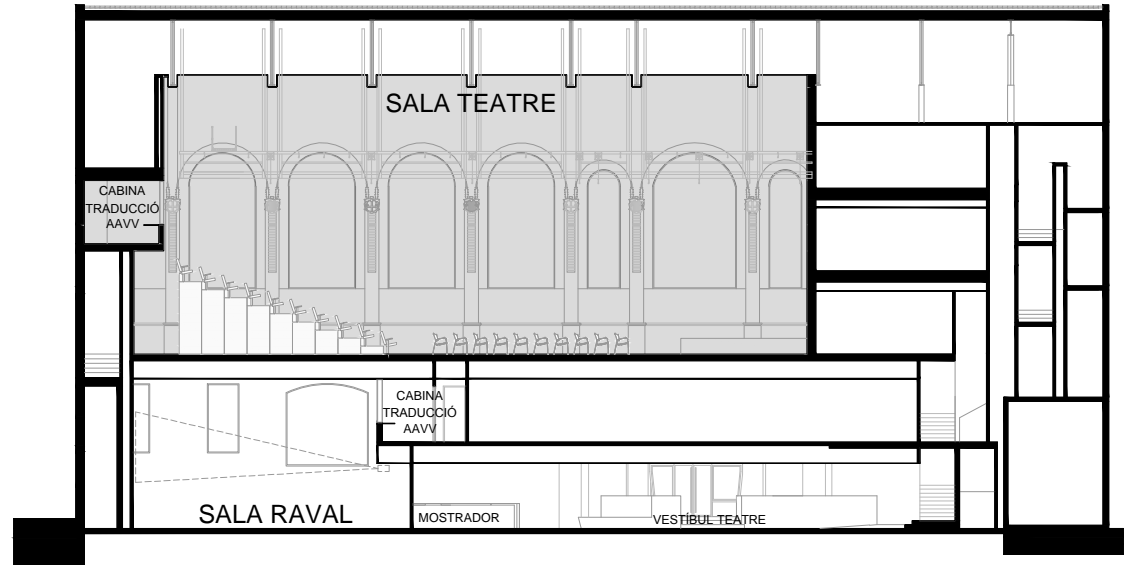 SALA TEATRE
CABINA
TRADUCCIÓ
AAVV
CABINA
TRADUCCIÓ
AAVV
SALA RAVAL
MOSTRADOR
VESTÍBUL TEATRE